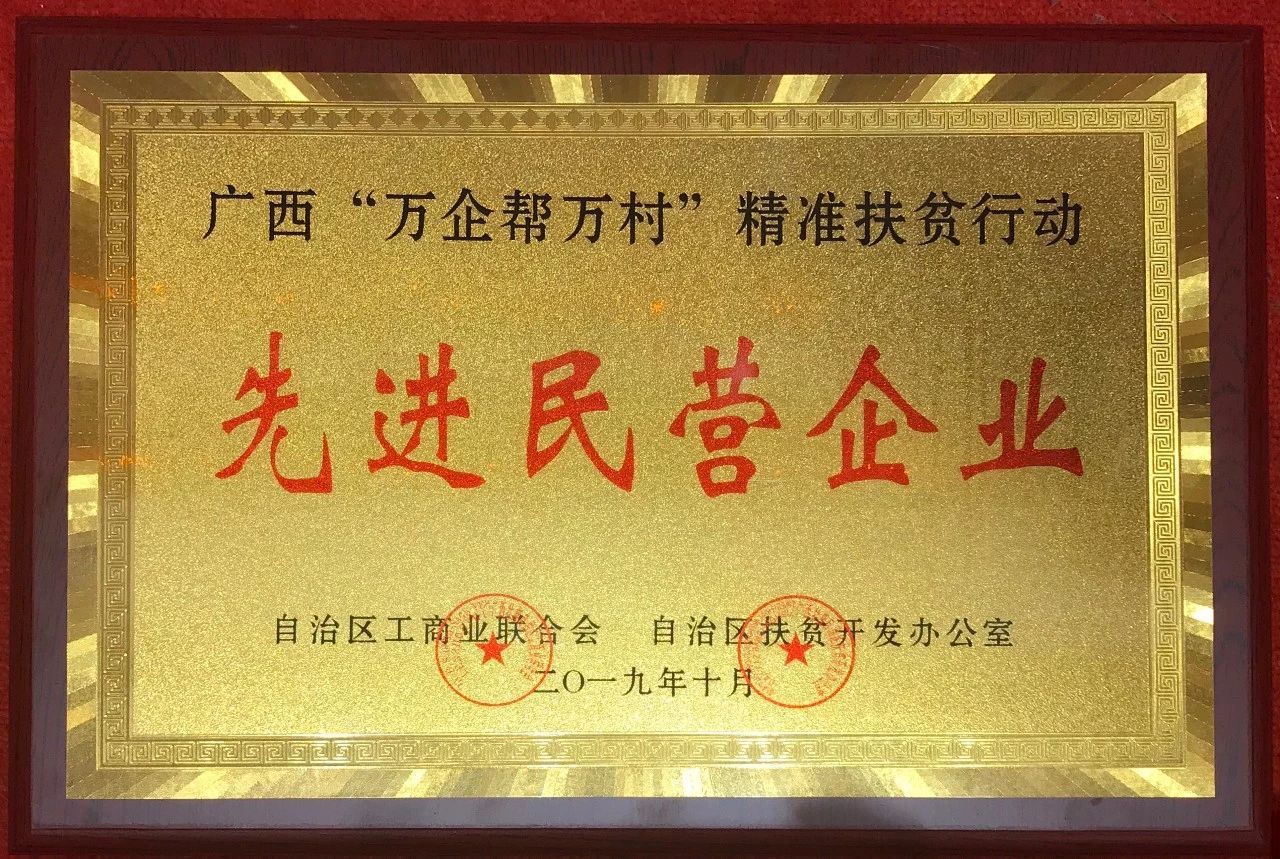 广西“万企帮万村”精准扶贫行动
先进民营企业
自治区工商业联合会 自治区扶贫开发办公室
二〇一九年十月